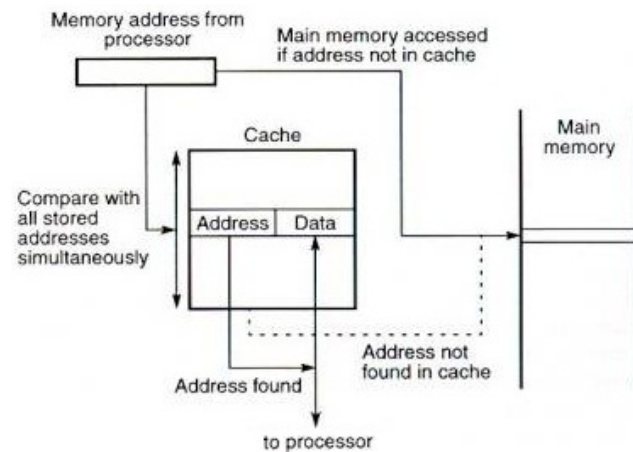 Memory address from
processor
Main memory accessed
if address not in cache
Cache
Main
memory
Compare with
all stored
addresses
simultaneously
Address
Data
Address not
found in cache
Address found
to processor